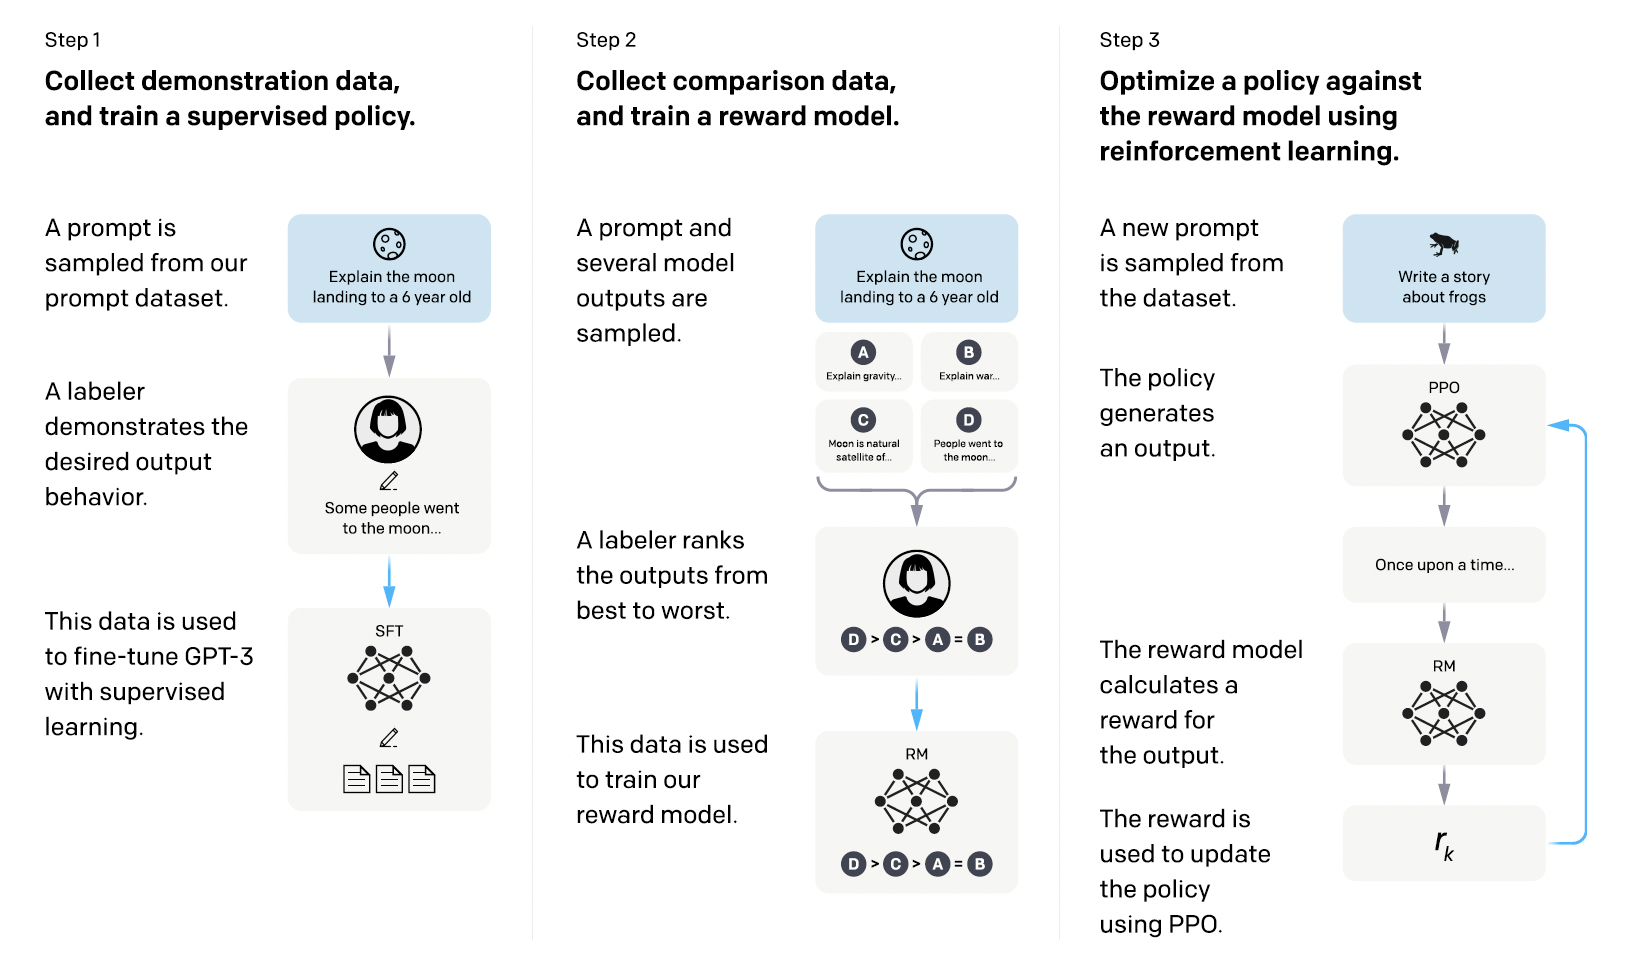 Step 1
Collect demonstration data,
and train a supervised policy.
A prompt is
sampled from our
prompt dataset.
Explain the moon
landing to a 6 year old
A labeler
demonstrates the
desired output
behavior.
Some people went
to the moon...
This data is used
to fine-tune GPT-3
with supervised
learning.
SFT
Step 2
Collect comparison data,
and train a reward model.
A prompt and
several model
outputs are
sampled.
Explain the moon
landing to a 6 year old
A
Explain gravity...
B
Explain war...
C
Moon is natural
satellite of...
D
People went to
the moon...
A labeler ranks
the outputs from
best to worst.
D > C > A = B
This data is used
to train our
reward model.
RM
D > C > A = B
Step 3
Optimize a policy against
the reward model using
reinforcement learning.
A new prompt
is sampled from
the dataset.
Write a story
about frogs
The policy
generates
an output.
PPO
Once upon a time...
The reward model
calculates a
reward for
the output.
RM
The reward is
used to update
the policy
using PPO.
r_k